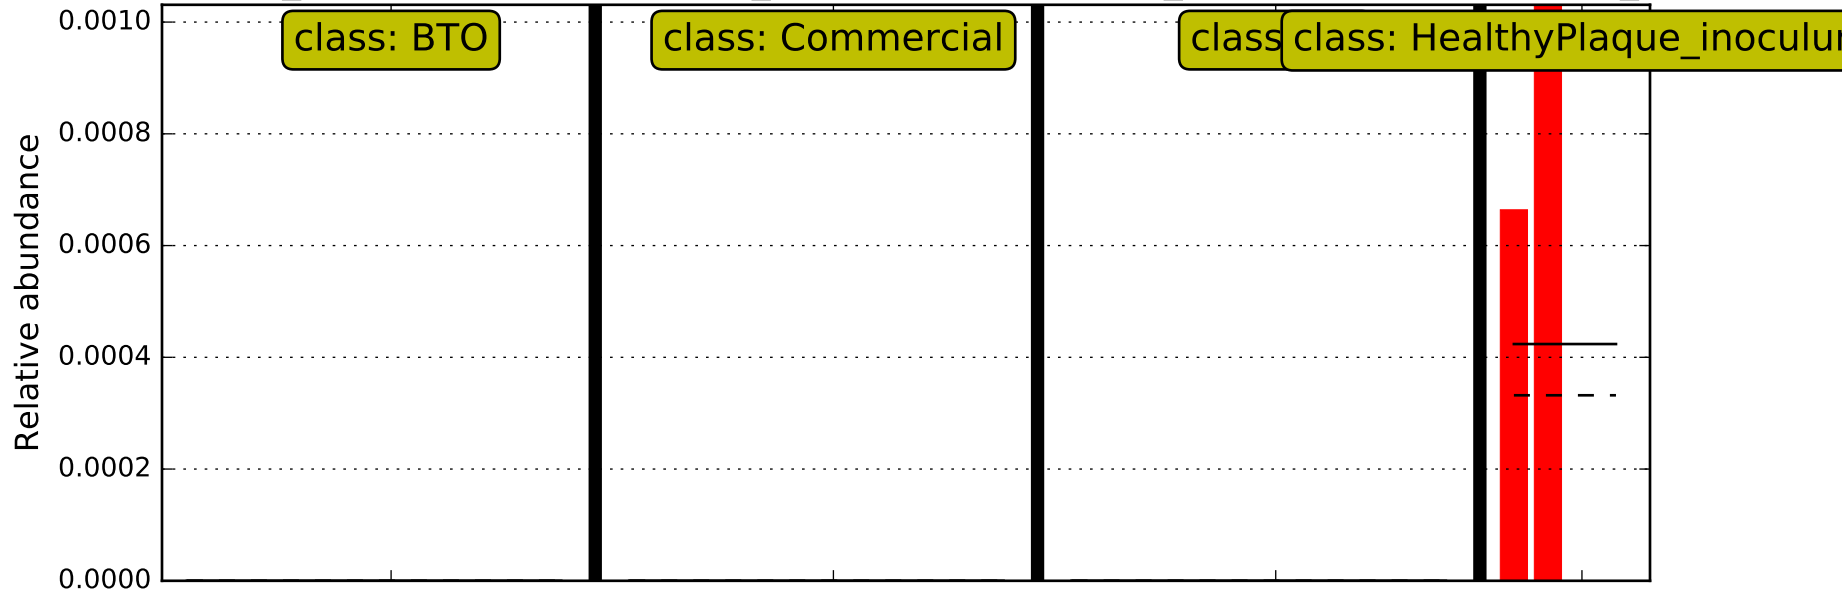 0.0010
class: BTO
class: Commercial
class
class: HealthyPlaque_inoculu
0.0008
0.0006
0.0004
0.0002
0.0000
Relative abundance